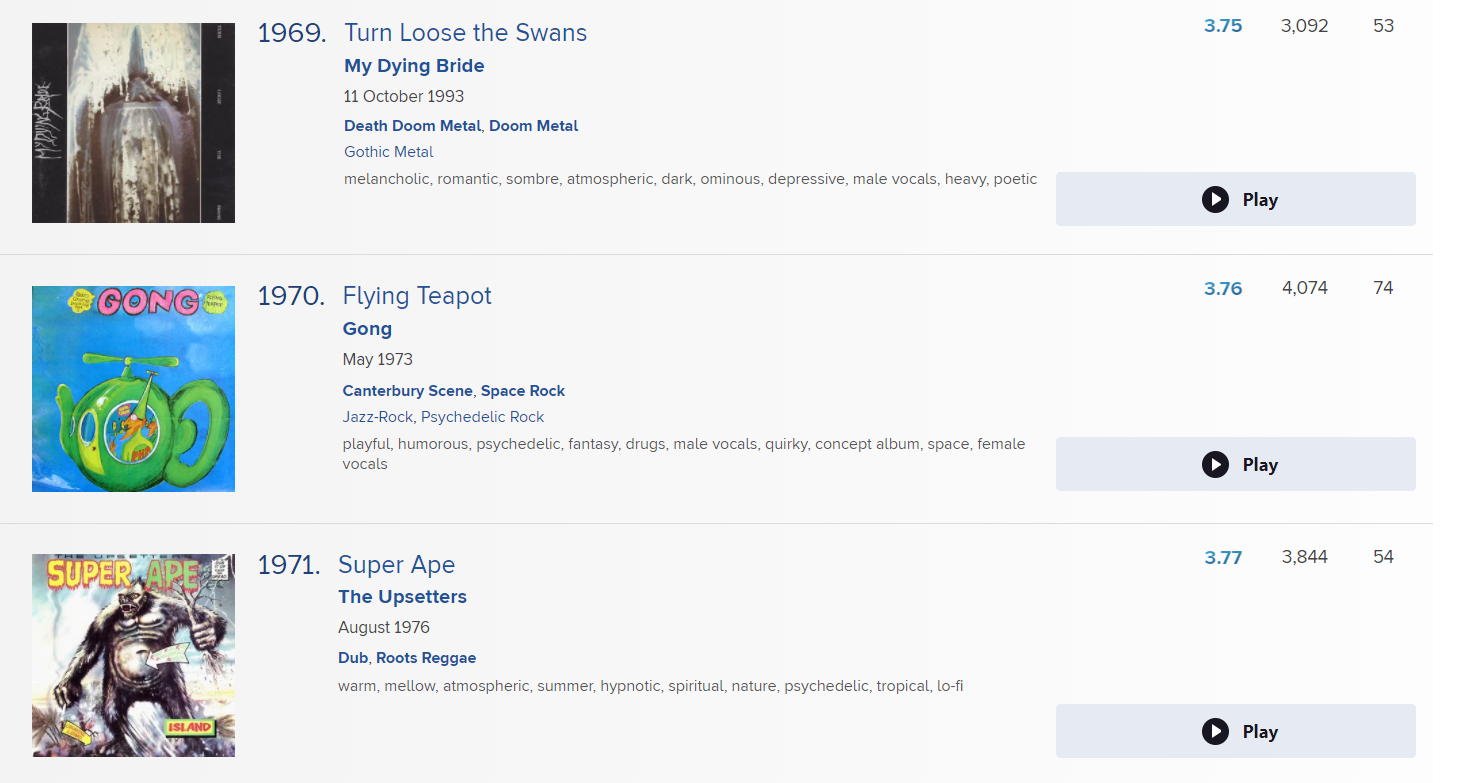 1969. Turn Loose the Swans
3.75 3,092 53
My Dying Bride
11 October 1993
Death Doom Metal, Doom Metal
Gothic Metal
melancholic, romantic, sombre, atmospheric, dark, ominous, depressive, male vocals, heavy, poetic
Play
MY DYING BRIDE
GONG
1970. Flying Teapot
3.76 4,074 74
Gong
May 1973
Canterbury Scene, Space Rock
Jazz-Rock, Psychedelic Rock
playful, humorous, psychedelic, fantasy, drugs, male vocals, quirky, concept album, space, female
vocals
Play
THE UPSETTERS
SUPER APE
ISLAND
1971. Super Ape
3.77 3,844 54
The Upsetters
August 1976
Dub, Roots Reggae
warm, mellow, atmospheric, summer, hypnotic, spiritual, nature, psychedelic, tropical, lo-fi
Play